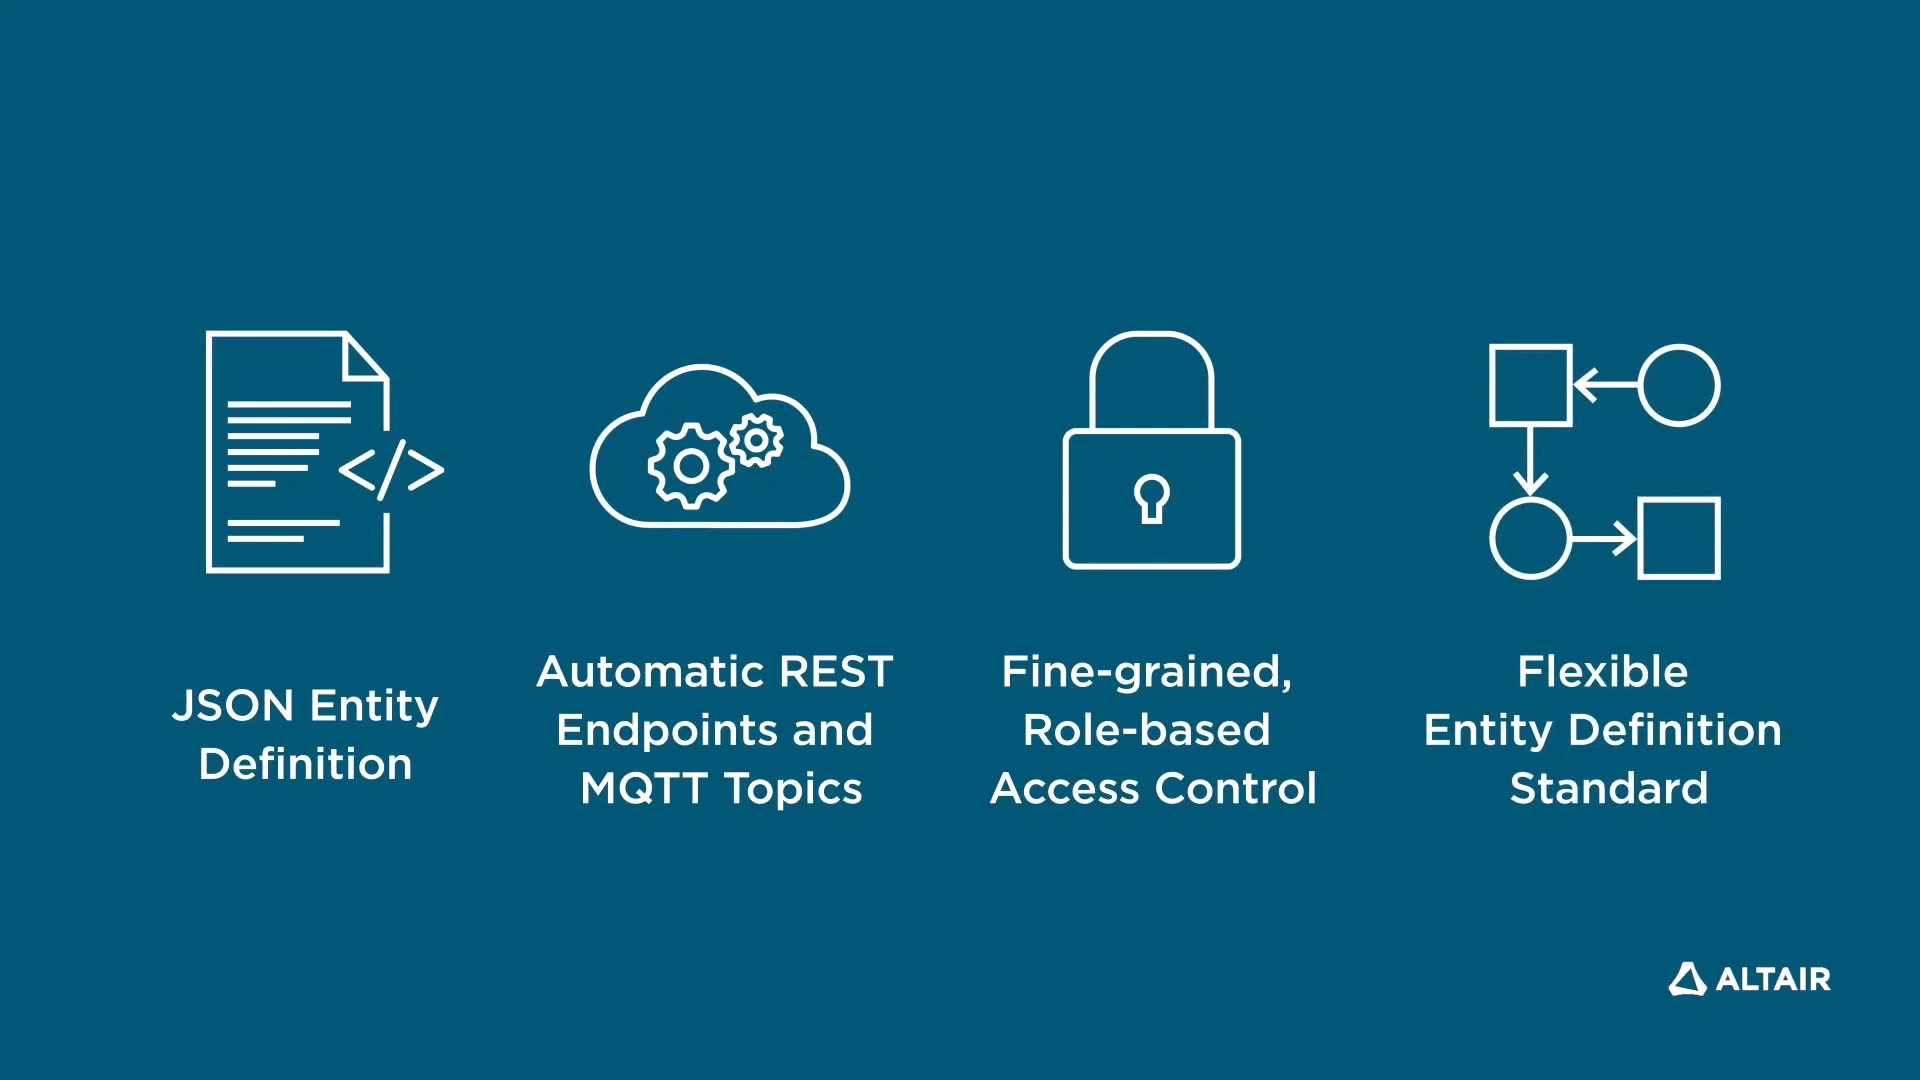 JSON Entity
Definition
Automatic REST
Endpoints and
MQTT Topics
Fine-grained,
Role-based
Access Control
Flexible
Entity Definition
Standard
</>
ALTAIR